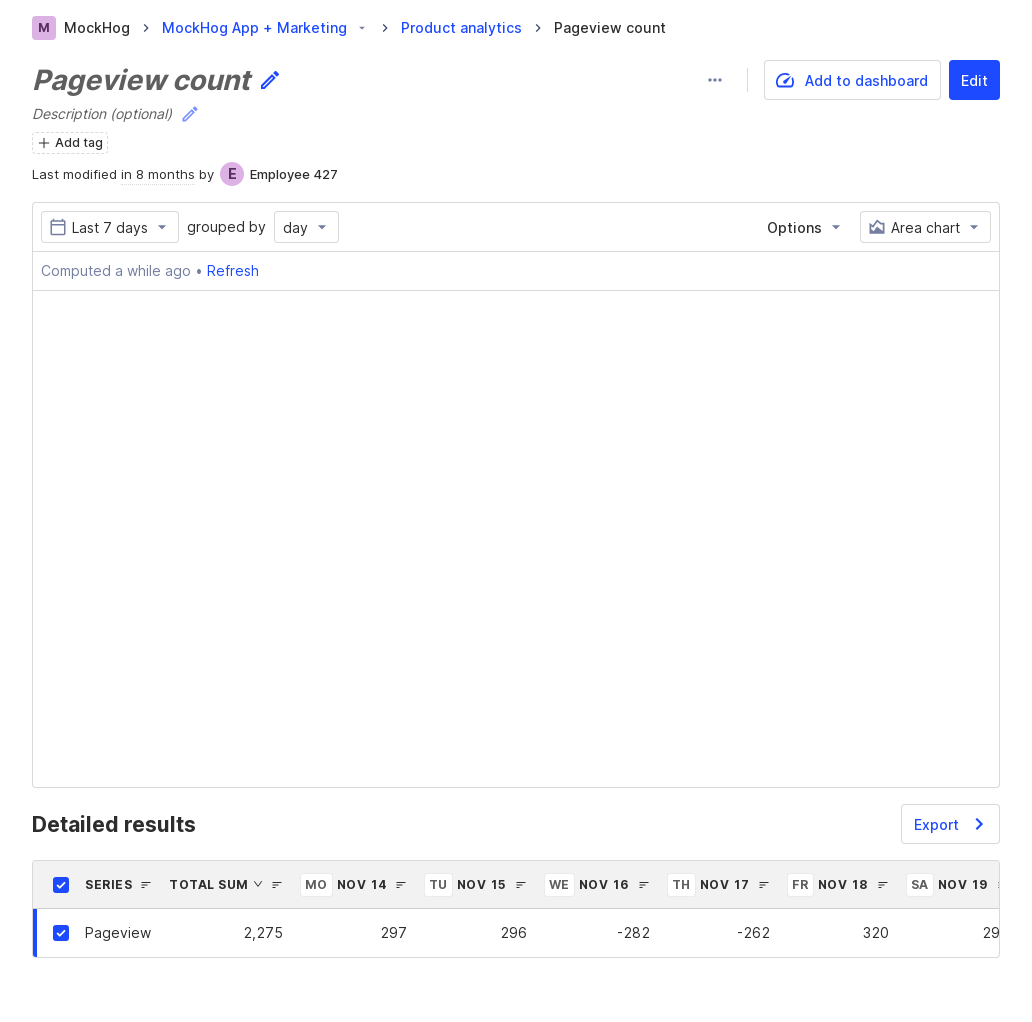 M MockHog > MockHog App + Marketing > Product analytics > Pageview count
Pageview count
Add to dashboard
Edit
Description (optional)
Add tag
Last modified in 8 months by E Employee 427
Last 7 days grouped by day Options Area chart
Computed a while ago • Refresh
Detailed results
Export
SERIES TOTAL SUM MO NOV 14 TU NOV 15 WE NOV 16 TH NOV 17 FR NOV 18 SA NOV 19
Pageview 2,275 297 296 -282 -262 320